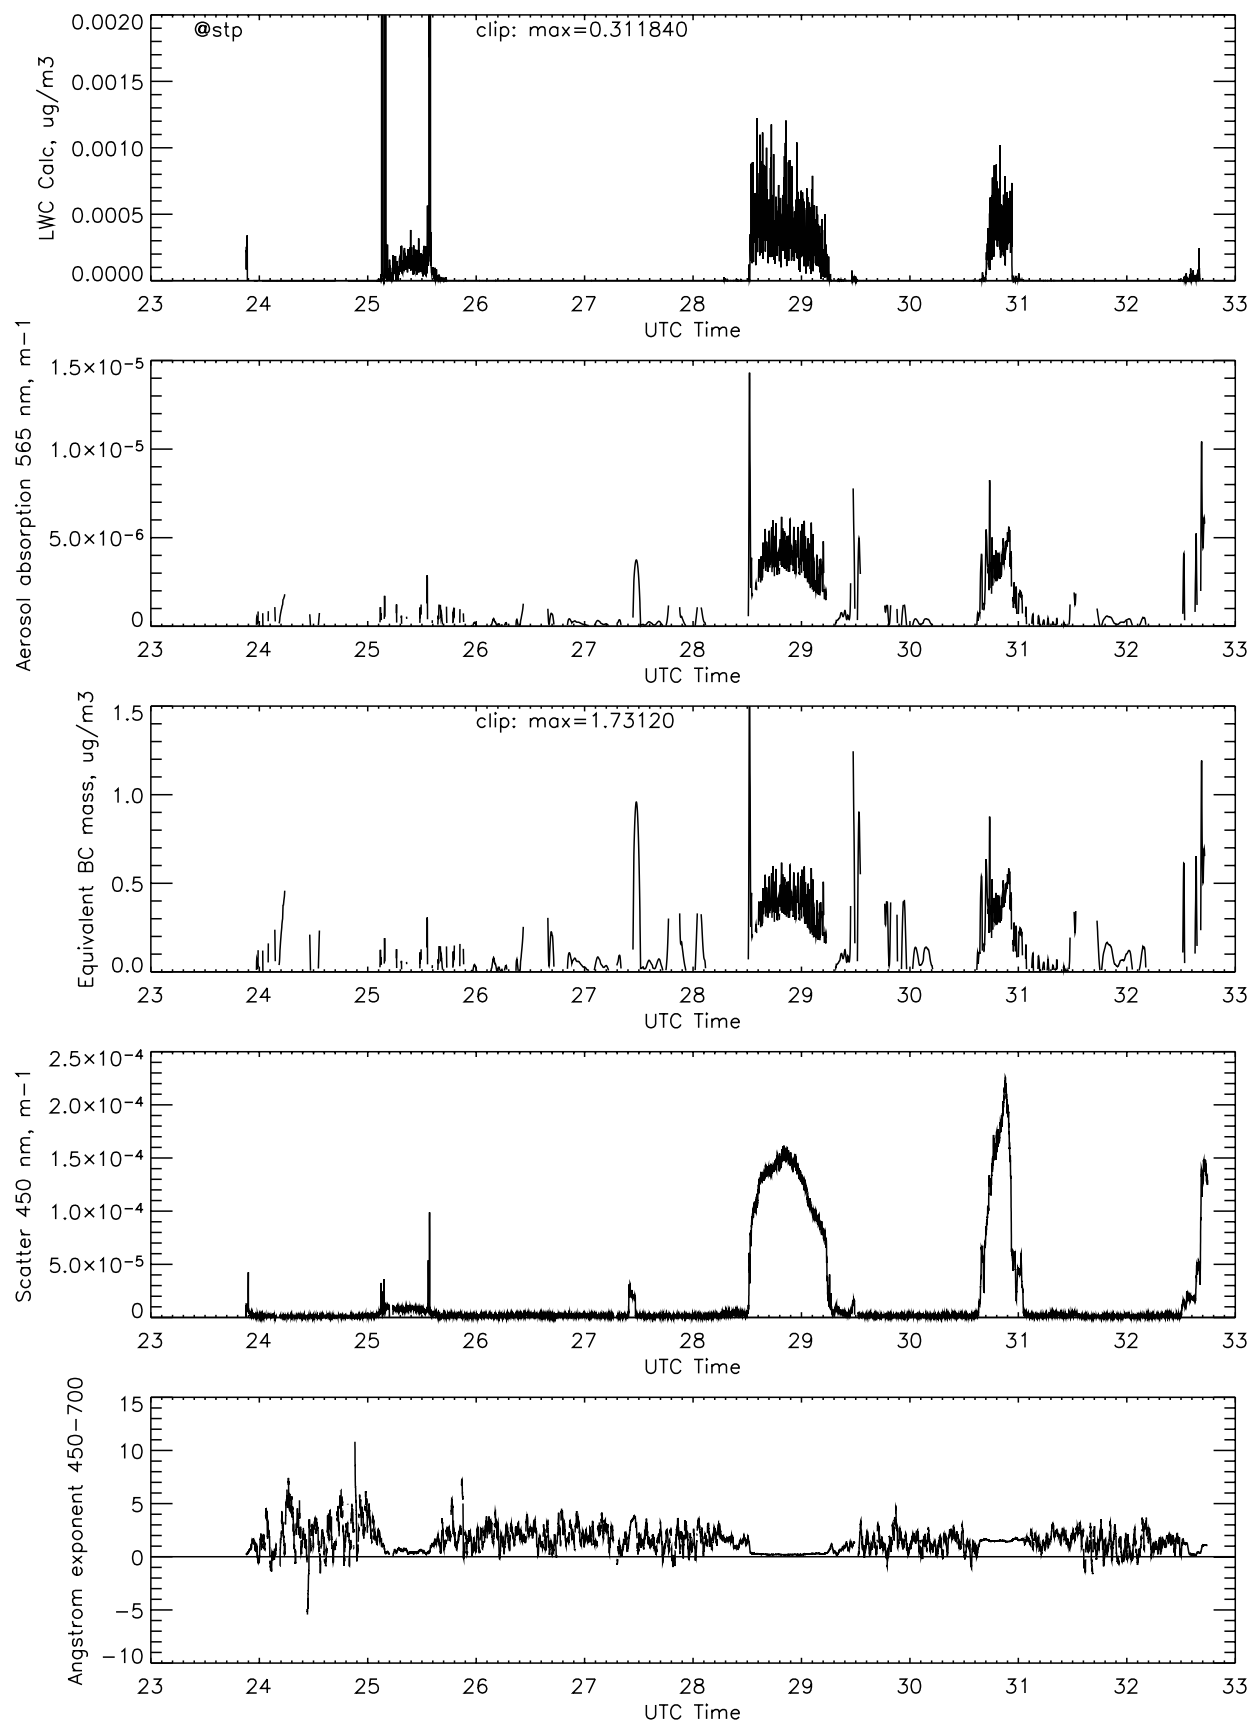 @stp clip: max=0.311840
LWC Calc, ug/m3
0.0020
0.0015
0.0010
0.0005
0.0000
23 24 25 26 27 28 29 30 31 32 33
UTC Time
Aerosol absorption 565 nm, m-1
1.5×10⁻⁵
1.0×10⁻⁵
5.0×10⁻⁶
0
23 24 25 26 27 28 29 30 31 32 33
UTC Time
clip: max=1.73120
Equivalent BC mass, ug/m3
1.5
1.0
0.5
0.0
23 24 25 26 27 28 29 30 31 32 33
UTC Time
Scatter 450 nm, m-1
2.5×10⁻⁴
2.0×10⁻⁴
1.5×10⁻⁴
1.0×10⁻⁴
5.0×10⁻⁵
0
23 24 25 26 27 28 29 30 31 32 33
UTC Time
Angstrom exponent 450-700
15
10
5
0
-5
-10
23 24 25 26 27 28 29 30 31 32 33
UTC Time